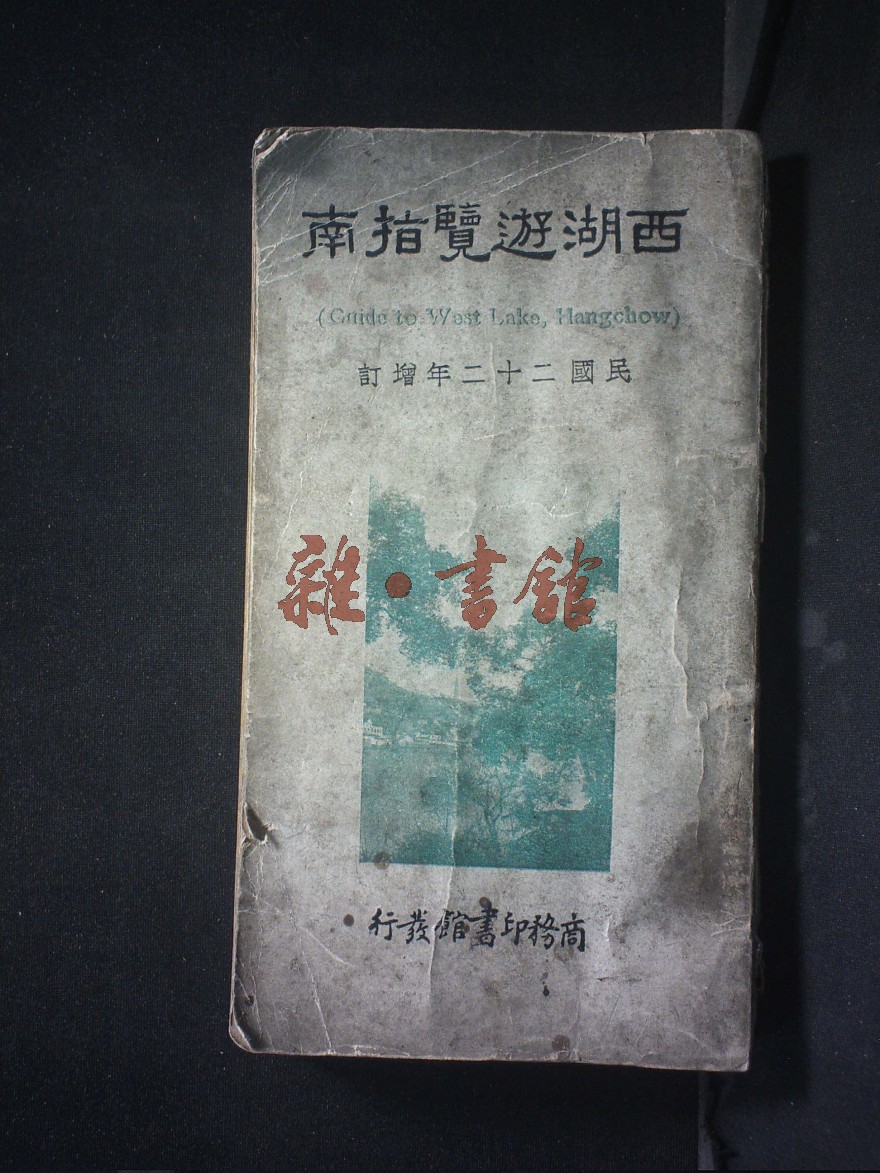 西湖遊覽指南
(Guide to West Lake, Hangchow)
民國二十二年增訂
雜·書館
商務印書館發行